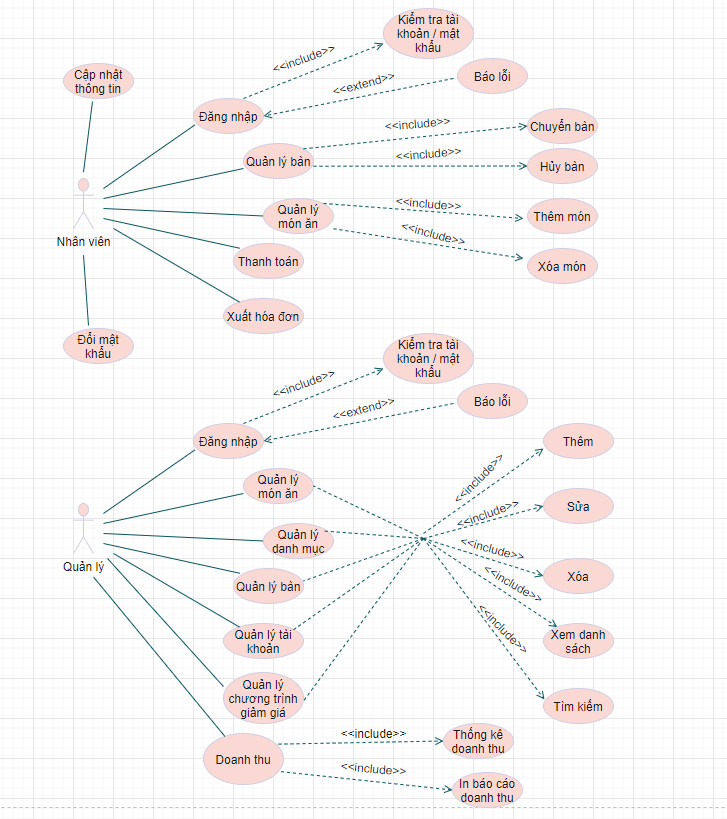 Kiểm tra tài
khoản / mật
khẩu
<<include>>
Cập nhật
thông tin
<<extend>>
Báo lỗi
Đăng nhập
<<include>>
Chuyển bàn
Quản lý bàn
<<include>>
Hủy bàn
Nhân viên
Quản lý
món ăn
<<include>>
Thêm món
<<include>>
Thanh toán
Xóa món
Xuất hóa đơn
Đổi mật
khẩu
Kiểm tra tài
khoản / mật
khẩu
<<include>>
<<extend>>
Báo lỗi
Đăng nhập
Thêm
<<include>>
Quản lý
món ăn
Sửa
<<include>>
Quản lý
danh mục
<<include>>
Quản lý
Xóa
Quản lý bàn
<<include>>
Quản lý tài
khoản
<<include>>
Xem danh
sách
Quản lý
chương trình
giảm giá
Tìm kiếm
Doanh thu
<<include>>
Thống kê
doanh thu
<<include>>
In báo cáo
doanh thu